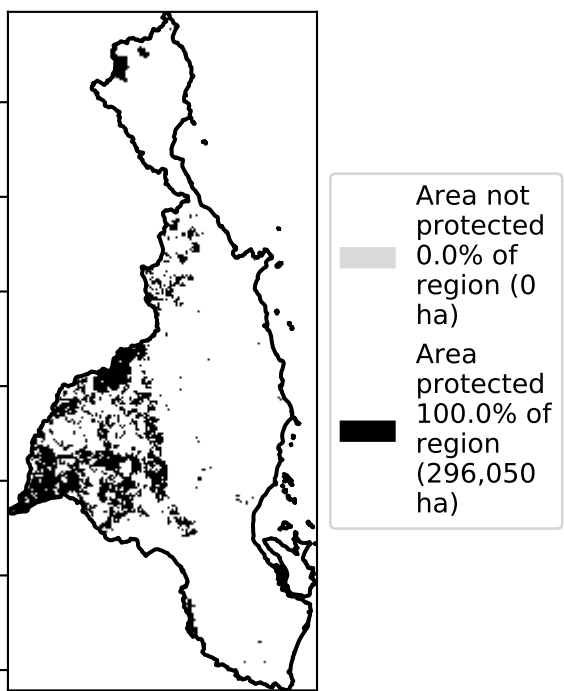 Area not
protected
0.0% of
region (0
ha)
Area
protected
100.0% of
region
(296,050
ha)